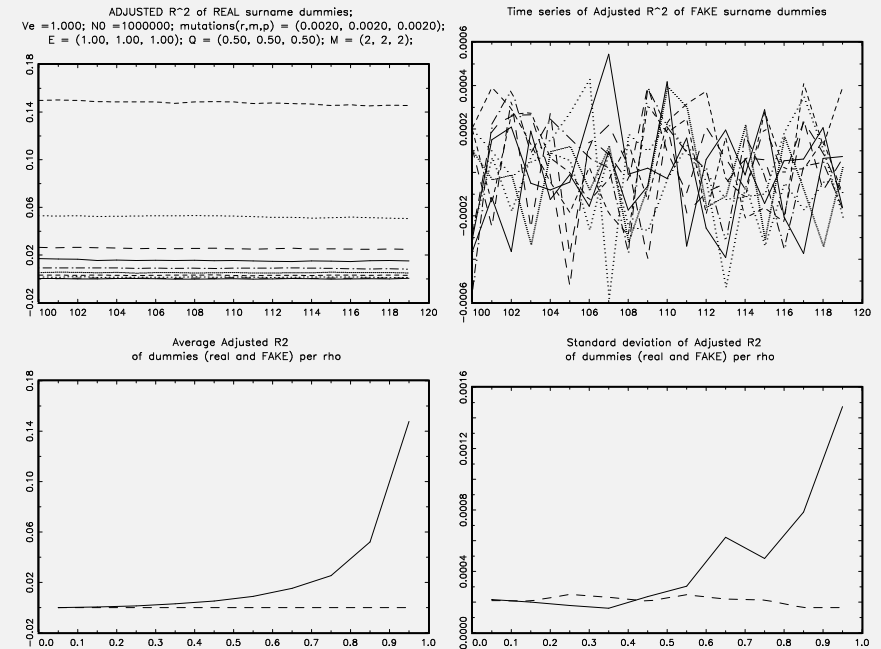 ADJUSTED R^2 of REAL surname dummies;
Ve =1.000; N0 =1000000; mutations(r,m,p) = (0.0020, 0.0020, 0.0020);
E = (1.00, 1.00, 1.00); Q = (0.50, 0.50, 0.50); M = (2, 2, 2);
0.18
0.14
0.10
0.06
0.02
-0.02
100 102 104 106 108 110 112 114 116 118 120
Time series of Adjusted R^2 of FAKE surname dummies
0.0006
0.0004
0.0002
-0.0002
-0.0006
100 102 104 106 108 110 112 114 116 118 120
Average Adjusted R2
of dummies (real and FAKE) per rho
0.18
0.14
0.10
0.06
0.02
-0.02
0.0 0.1 0.2 0.3 0.4 0.5 0.6 0.7 0.8 0.9 1.0
Standard deviation of Adjusted R2
of dummies (real and FAKE) per rho
0.0016
0.0012
0.0008
0.0004
0.0000
0.0 0.1 0.2 0.3 0.4 0.5 0.6 0.7 0.8 0.9 1.0